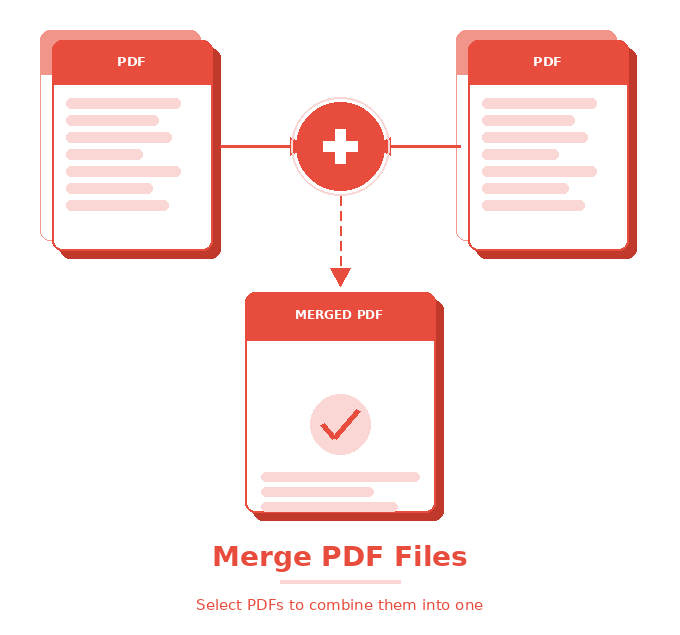 PDF
PDF
MERGED PDF
Merge PDF Files
Select PDFs to combine them into one